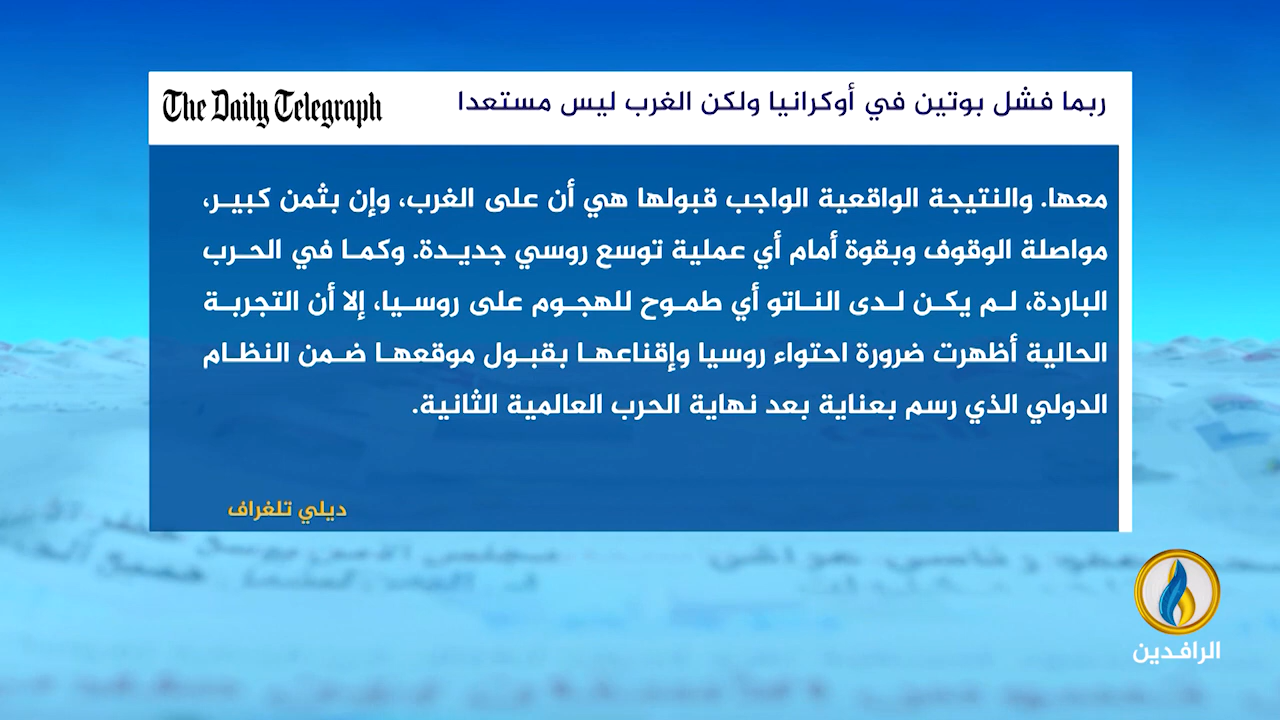 The Daily Telegraph
ربما فشل بوتين في أوكرانيا ولكن الغرب ليس مستعدا
معها. والنتيجة الواقعية الواجب قبولها هي أن على الغرب، وإن بثمن كبير،
مواصلة الوقوف وبقوة أمام أي عملية توسع روسي جديدة. وكما في الحرب
الباردة، لم يكن لدى الناتو أي طموح للهجوم على روسيا، إلا أن التجربة
الحالية أظهرت ضرورة احتواء روسيا وإقناعها بقبول موقعها ضمن النظام
الدولي الذي رسم بعناية بعد نهاية الحرب العالمية الثانية.
ديلي تلغراف
الرافدين